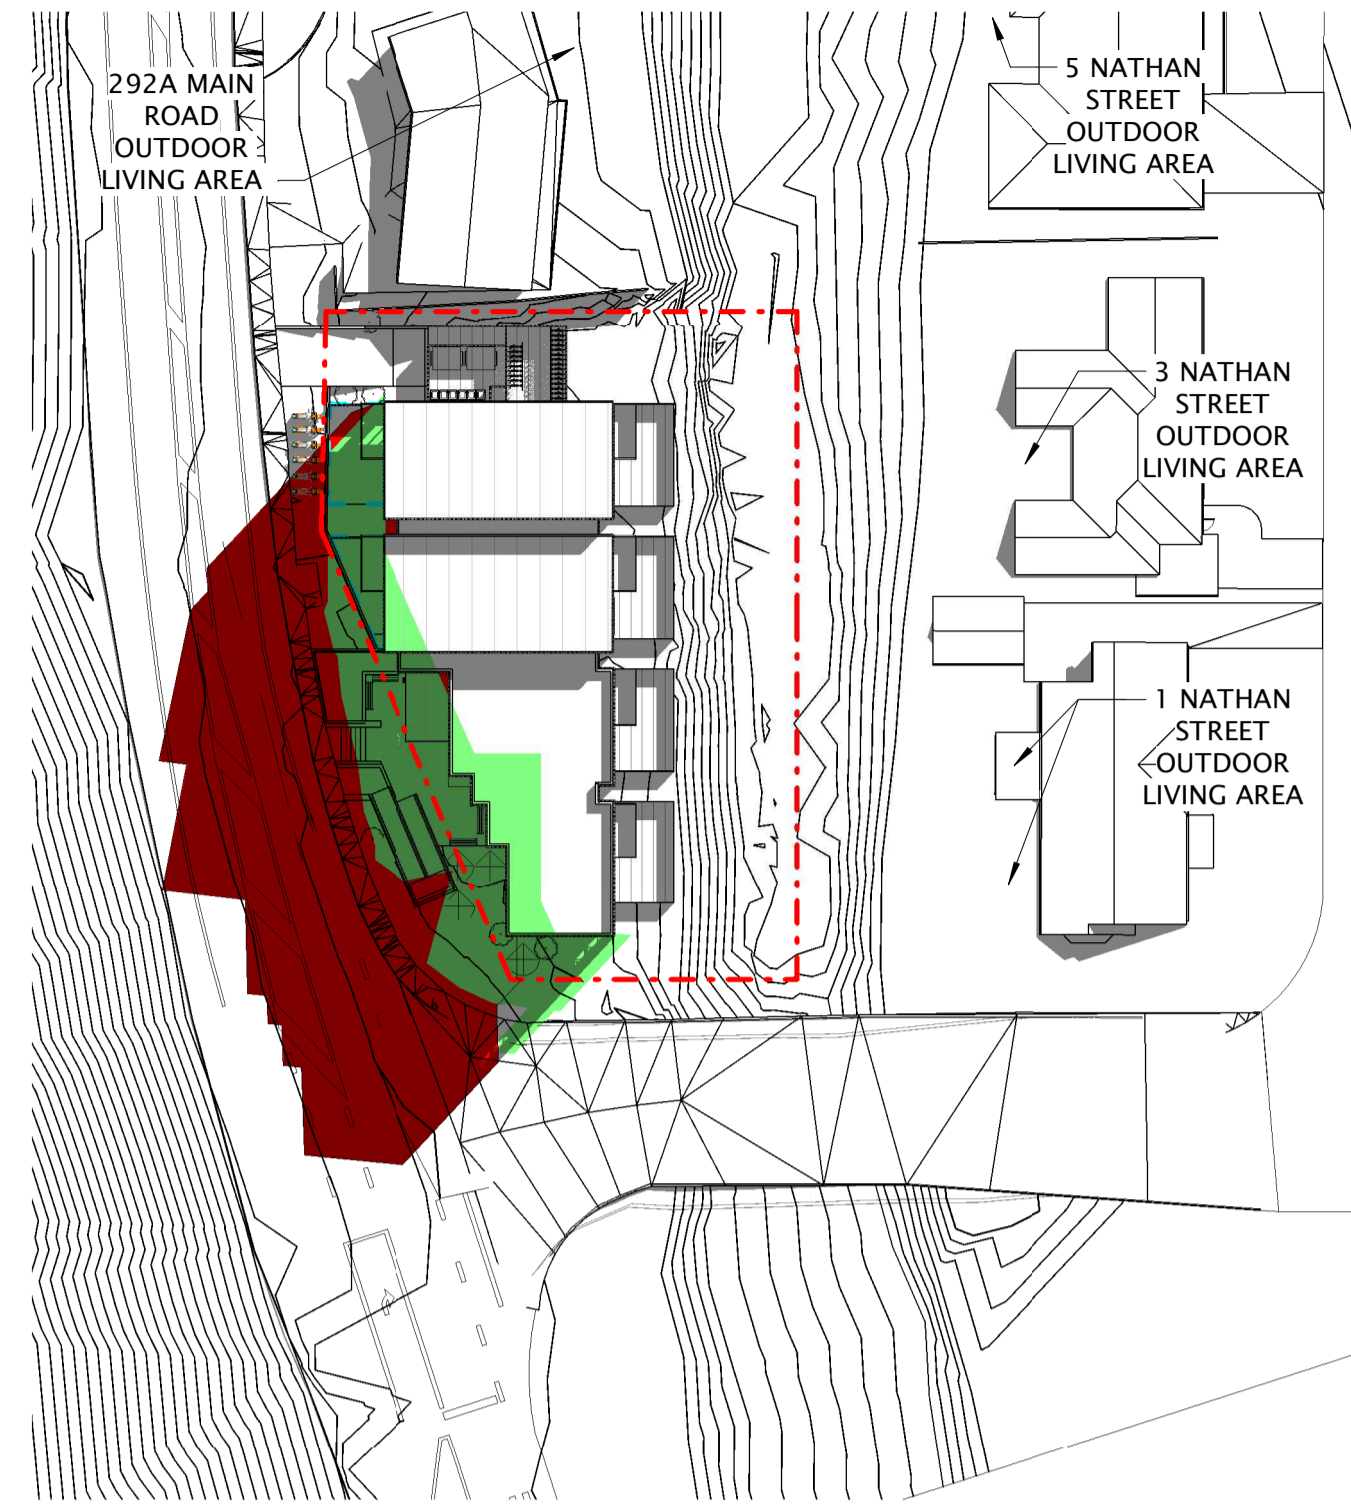 292A MAIN
ROAD
OUTDOOR
LIVING AREA
5 NATHAN
STREET
OUTDOOR
LIVING AREA
3 NATHAN
STREET
OUTDOOR
LIVING AREA
1 NATHAN
STREET
OUTDOOR
LIVING AREA